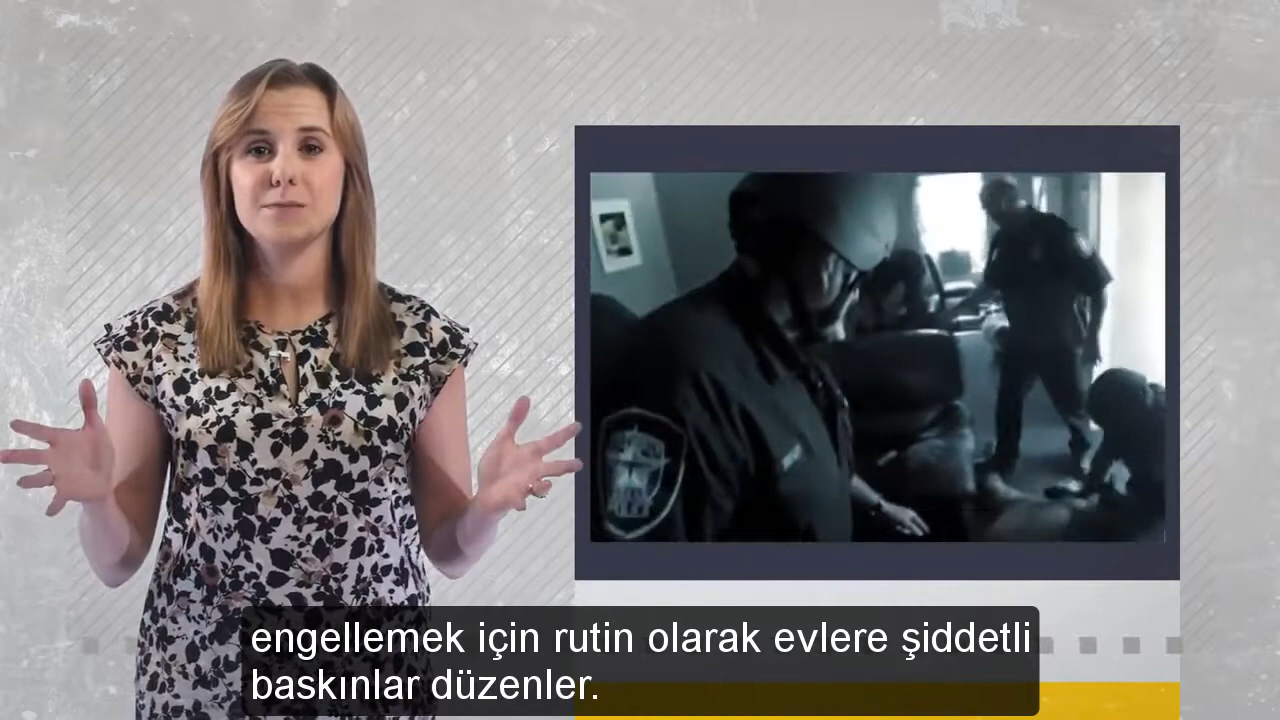 engellemek için rutin olarak evlere şiddetli
baskınlar düzenler.